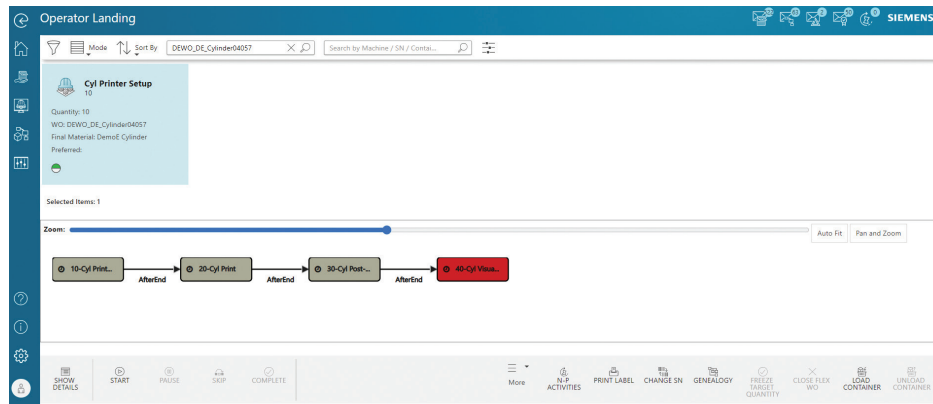 Operator Landing
SIEMENS
Mode
Sort By
DEWO_DE_Cylinder04057
Search by Machine / SN / Contai...
Cyl Printer Setup
10
Quantity: 10
WO: DEWO_DE_Cylinder04057
Final Material: DemoE Cylinder
Preferred:
Selected Items: 1
Zoom:
Auto Fit
Pan and Zoom
10-Cyl Print...
AfterEnd
20-Cyl Print
AfterEnd
30-Cyl Post-...
AfterEnd
40-Cyl Visua...
SHOW
DETAILS
START
PAUSE
SKIP
COMPLETE
More
N-P
ACTIVITIES
PRINT LABEL
CHANGE SN
GENEALOGY
FREEZE
TARGET
QUANTITY
CLOSE FLEX
WO
LOAD
CONTAINER
UNLOAD
CONTAINER